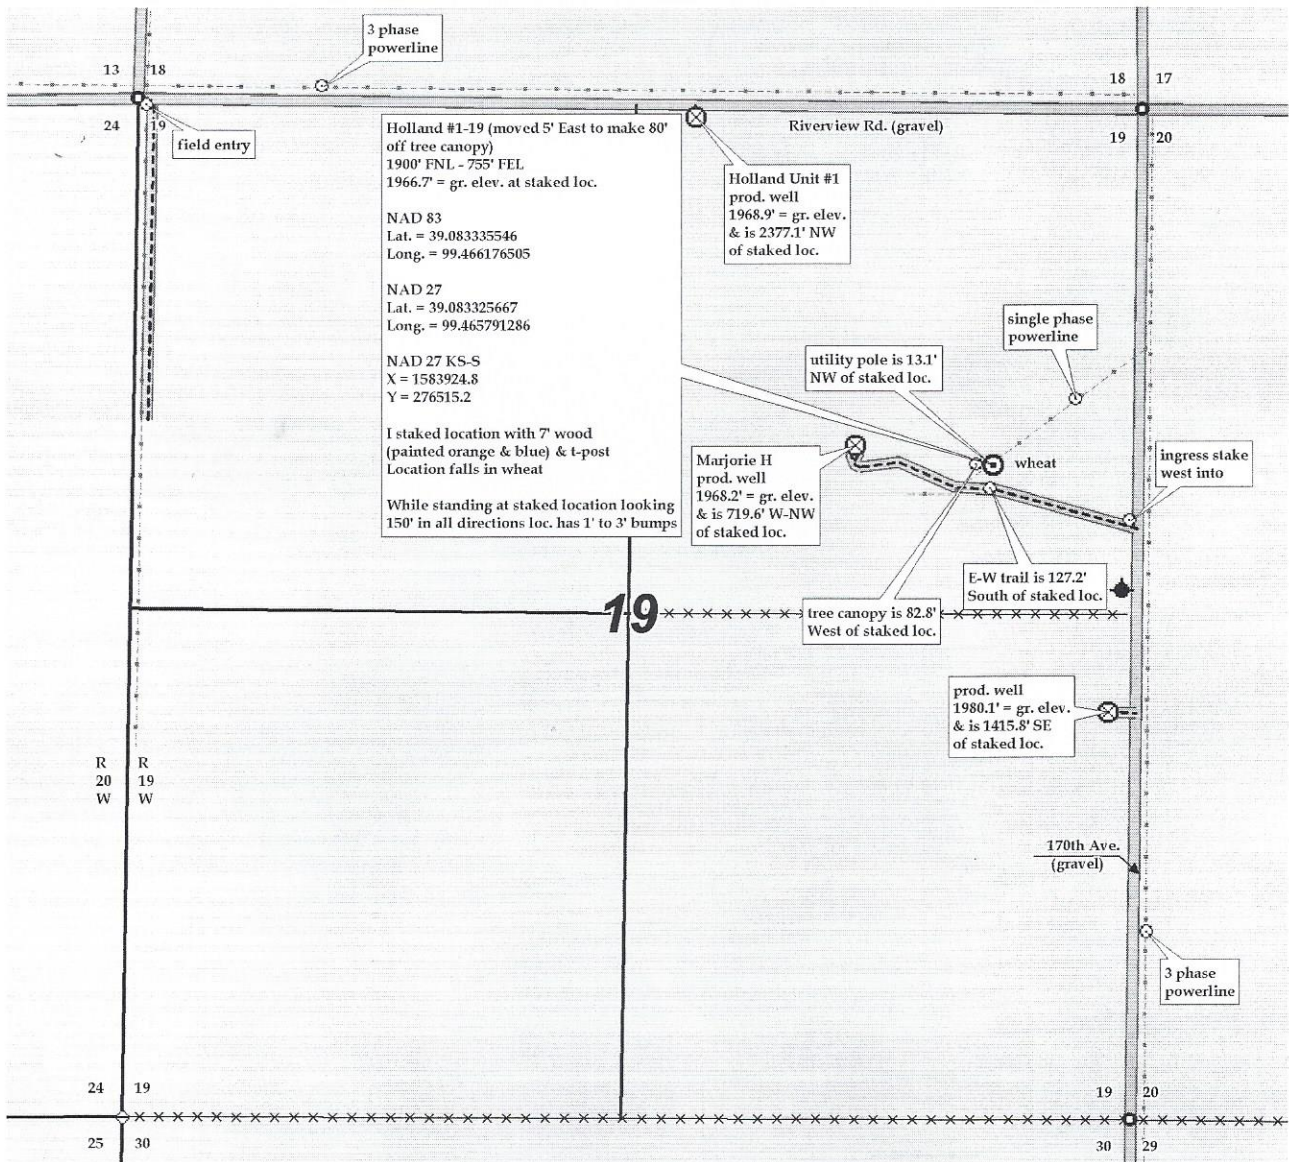 3 phase
powerline
13 18
18 17
24 19
field entry
Riverview Rd. (gravel)
19 20
Holland #1-19 (moved 5' East to make 80'
off tree canopy)
1900' FNL - 755' FEL
1966.7' = gr. elev. at staked loc.
NAD 83
Lat. = 39.083335546
Long. = 99.466176505
NAD 27
Lat. = 39.083325667
Long. = 99.465791286
NAD 27 KS-S
X = 1583924.8
Y = 276515.2
I staked location with 7' wood
(painted orange & blue) & t-post
Location falls in wheat
While standing at staked location looking
150' in all directions loc. has 1' to 3' bumps
Holland Unit #1
prod. well
1968.9' = gr. elev.
& is 2377.1' NW
of staked loc.
single phase
powerline
utility pole is 13.1'
NW of staked loc.
Marjorie H
prod. well
1968.2' = gr. elev.
& is 719.6' W-NW
of staked loc.
wheat
ingress stake
west into
E-W trail is 127.2'
South of staked loc.
tree canopy is 82.8'
West of staked loc.
19
prod. well
1980.1' = gr. elev.
& is 1415.8' SE
of staked loc.
R R
20 19
W W
170th Ave.
(gravel)
3 phase
powerline
24 19
19 20
25 30
30 29